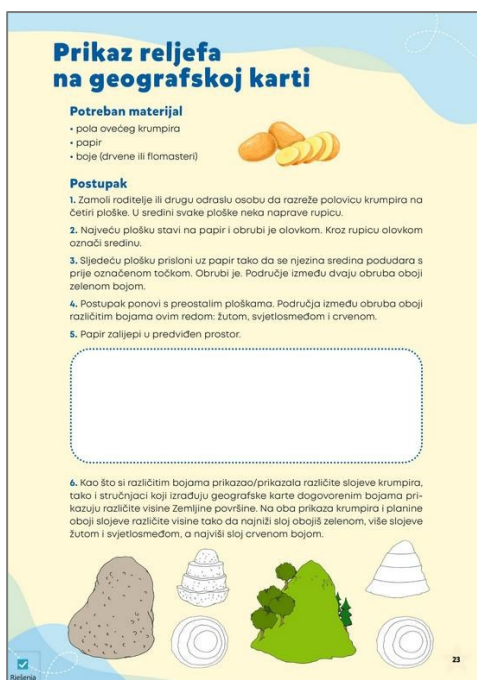 Prikaz reljefa
na geografskoj karti
Potreban materijal
• pola ovećeg krumpira
• papir
• boje (drvene ili flomasteri)
Postupak
1. Zamoli roditelje ili drugu odraslu osobu da razreže polovicu krumpira na
četiri ploške. U sredini svake ploške neka naprave rupicu.
2. Najveću plošku stavi na papir i obrubi je olovkom. Kroz rupicu olovkom
označi sredinu.
3. Sljedeću plošku prisloni uz papir tako da se njezina sredina podudara s
prije označenom točkom. Obrubi je. Područje između dvaju obruba oboji
zelenom bojom.
4. Postupak ponovi s preostalim ploškama. Područja između obruba oboji
različitim bojama ovim redom: žutom, svjetlosmeđom i crvenom.
5. Papir zalijepi u predviđen prostor.
6. Kao što si različitim bojama prikazao/prikazala različite slojeve krumpira,
tako i stručnjaci koji izrađuju geografske karte dogovorenim bojama pri-
kazuju različite visine Zemljine površine. Na oba prikaza krumpira i planine
oboji slojeve različite visine tako da najniži sloj obojiš zelenom, više slojeve
žutom i svjetlosmeđom, a najviši sloj crvenom bojom.
23
Rješenja